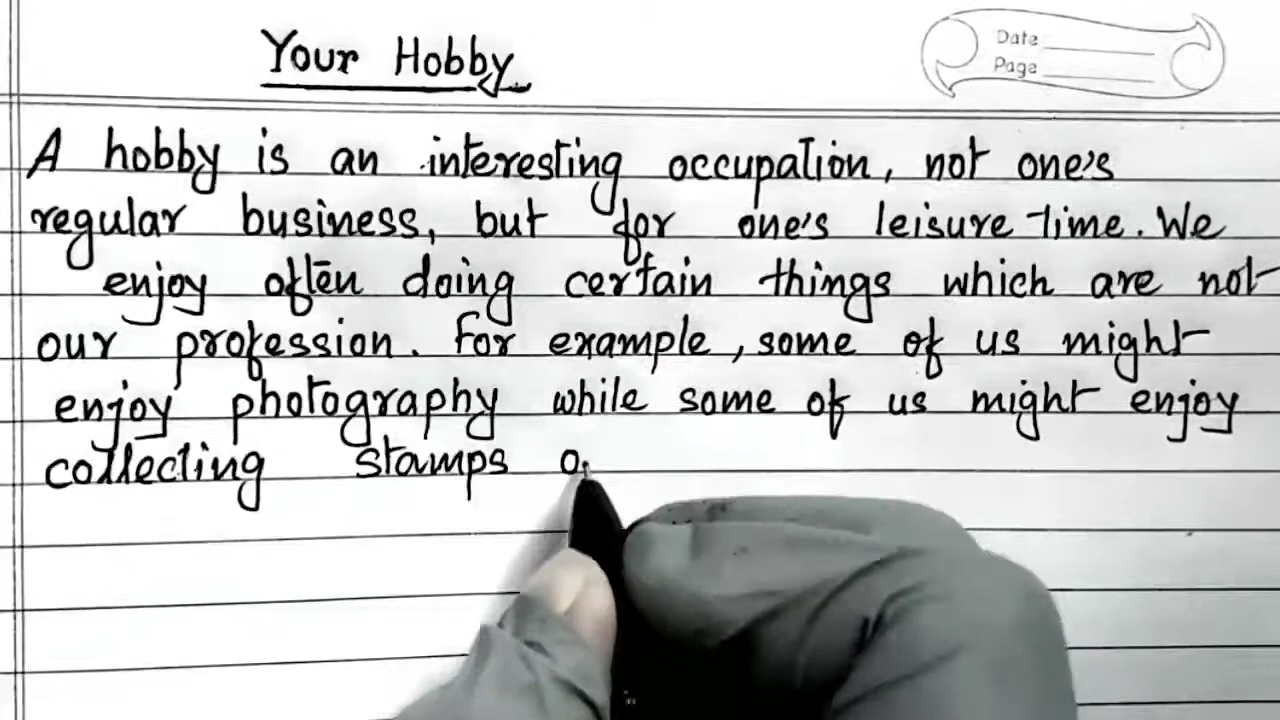 Your Hobby
Date
Page
A hobby is an interesting occupation, not one's
regular business, but for one's leisure time. We
enjoy often doing certain things which are not
our profession. For example, some of us might
enjoy photography while some of us might enjoy
collecting stamps